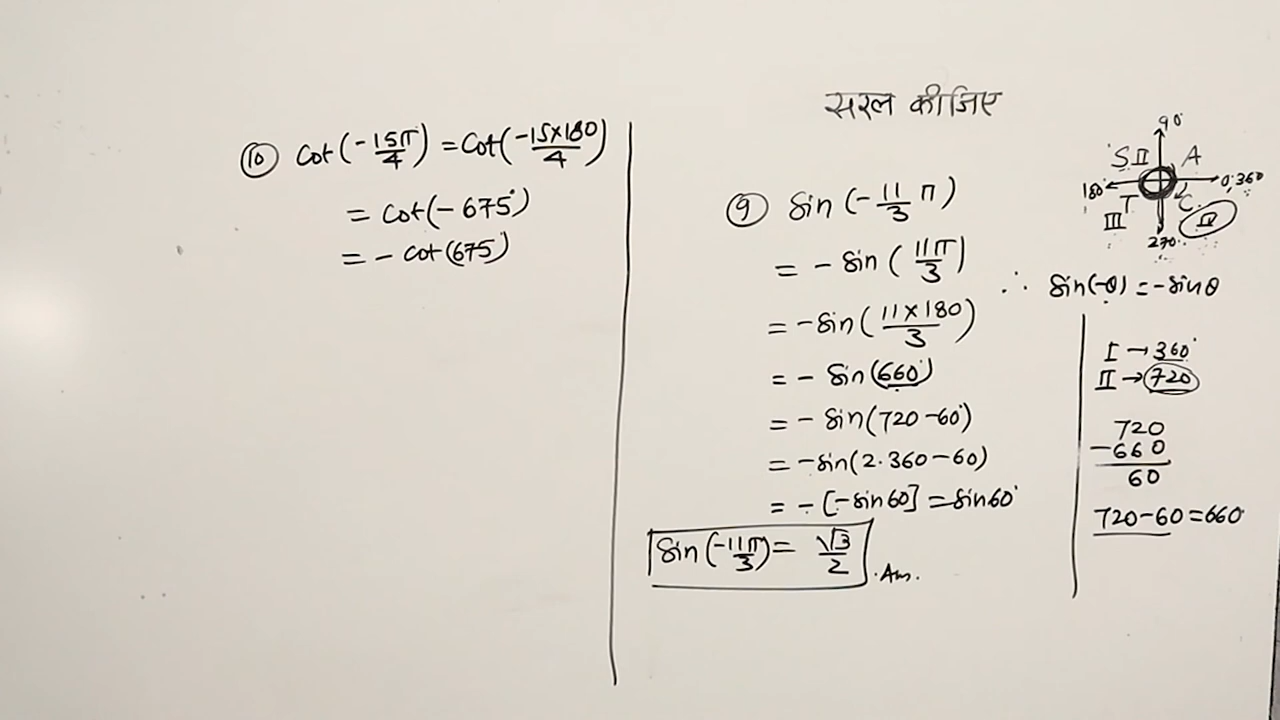 सरल कीजिए
⑩ Cot(-15π/4) = Cot(-15×180/4)
= Cot(-675°)
= - Cot(675°)
⑨ Sin(-11/3 π)
= - Sin(11π/3)
= -Sin(11×180/3)
= - Sin(660°)
= - Sin(720-60°)
= -Sin(2.360-60)
= - [-Sin60] = Sin60°
Sin(-11π/3) = √3/2 .Ans.
90°
S II A
180° 0,360
T C
III IV
270°
∴ Sin(-θ) = -Sinθ
I → 360°
II → 720
720
-660
60
720-60=660